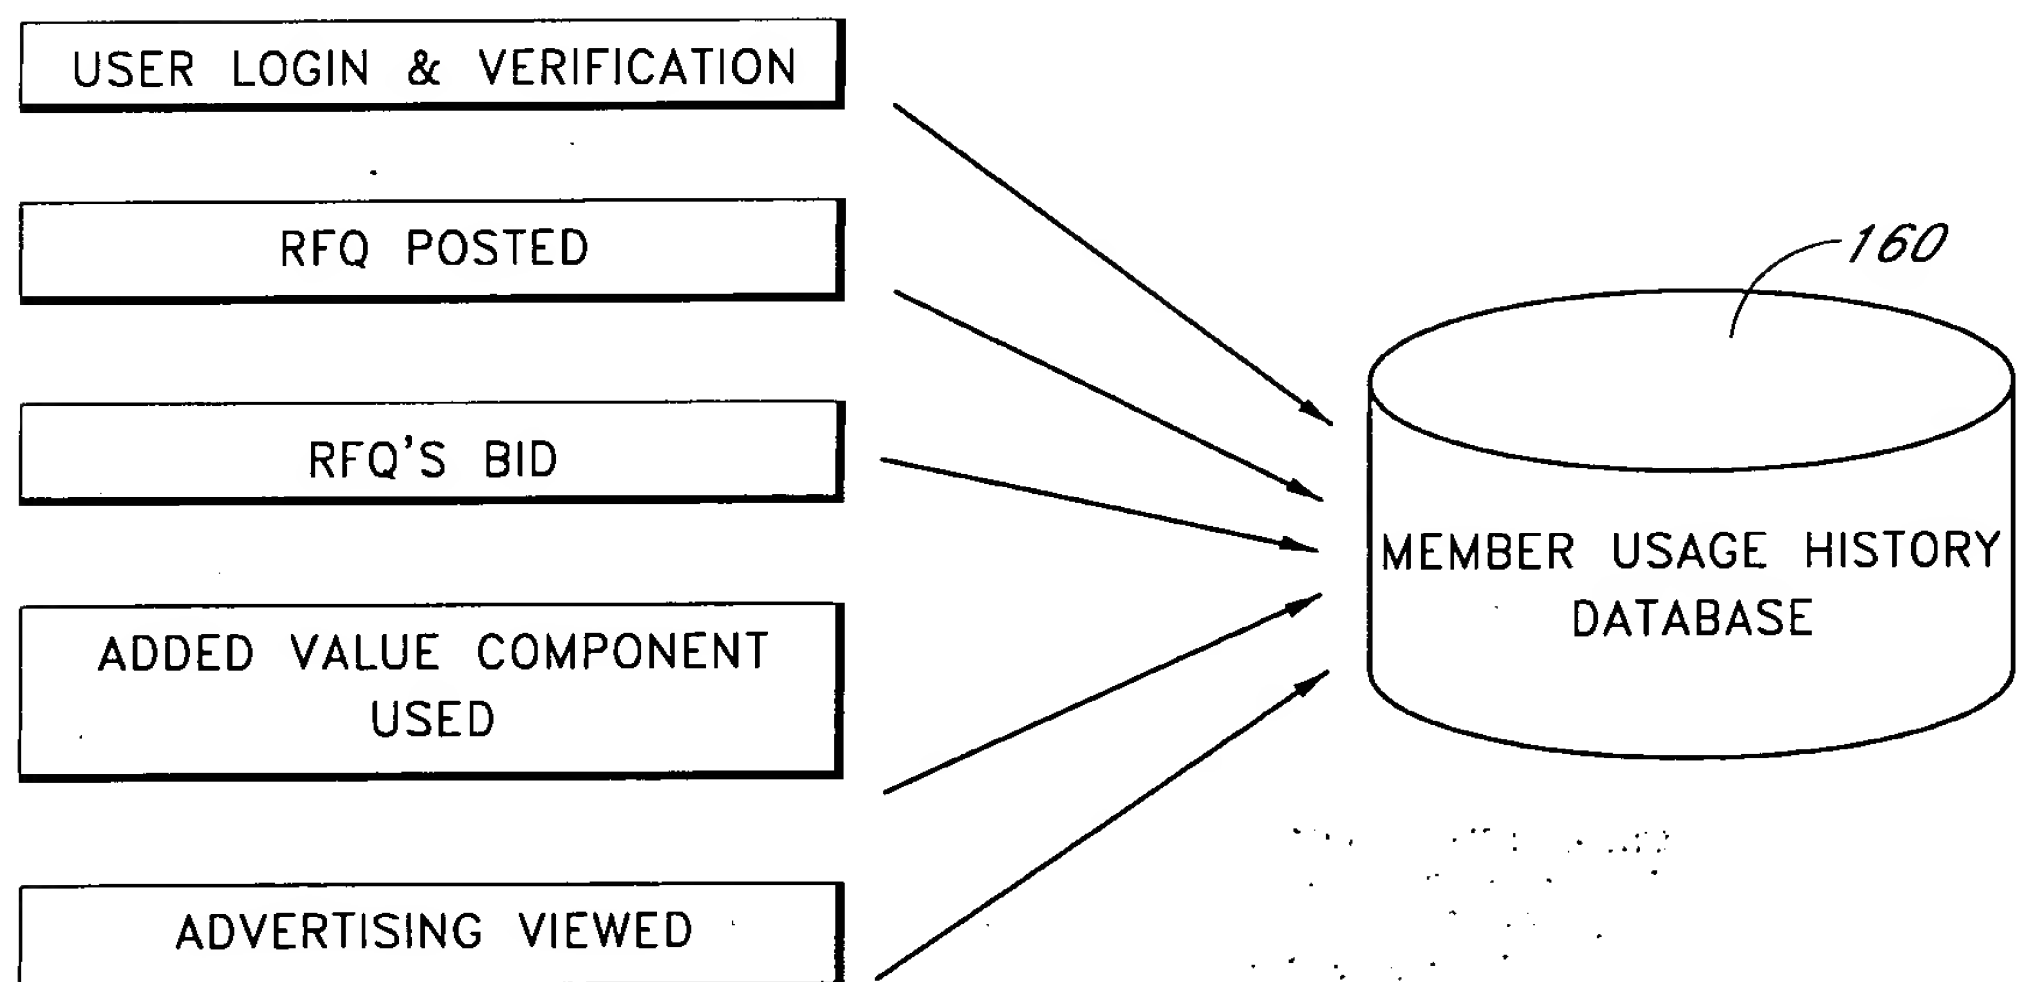 USER LOGIN & VERIFICATION
RFQ POSTED
160
RFQ'S BID
MEMBER USAGE HISTORY
DATABASE
ADDED VALUE COMPONENT
USED
ADVERTISING VIEWED